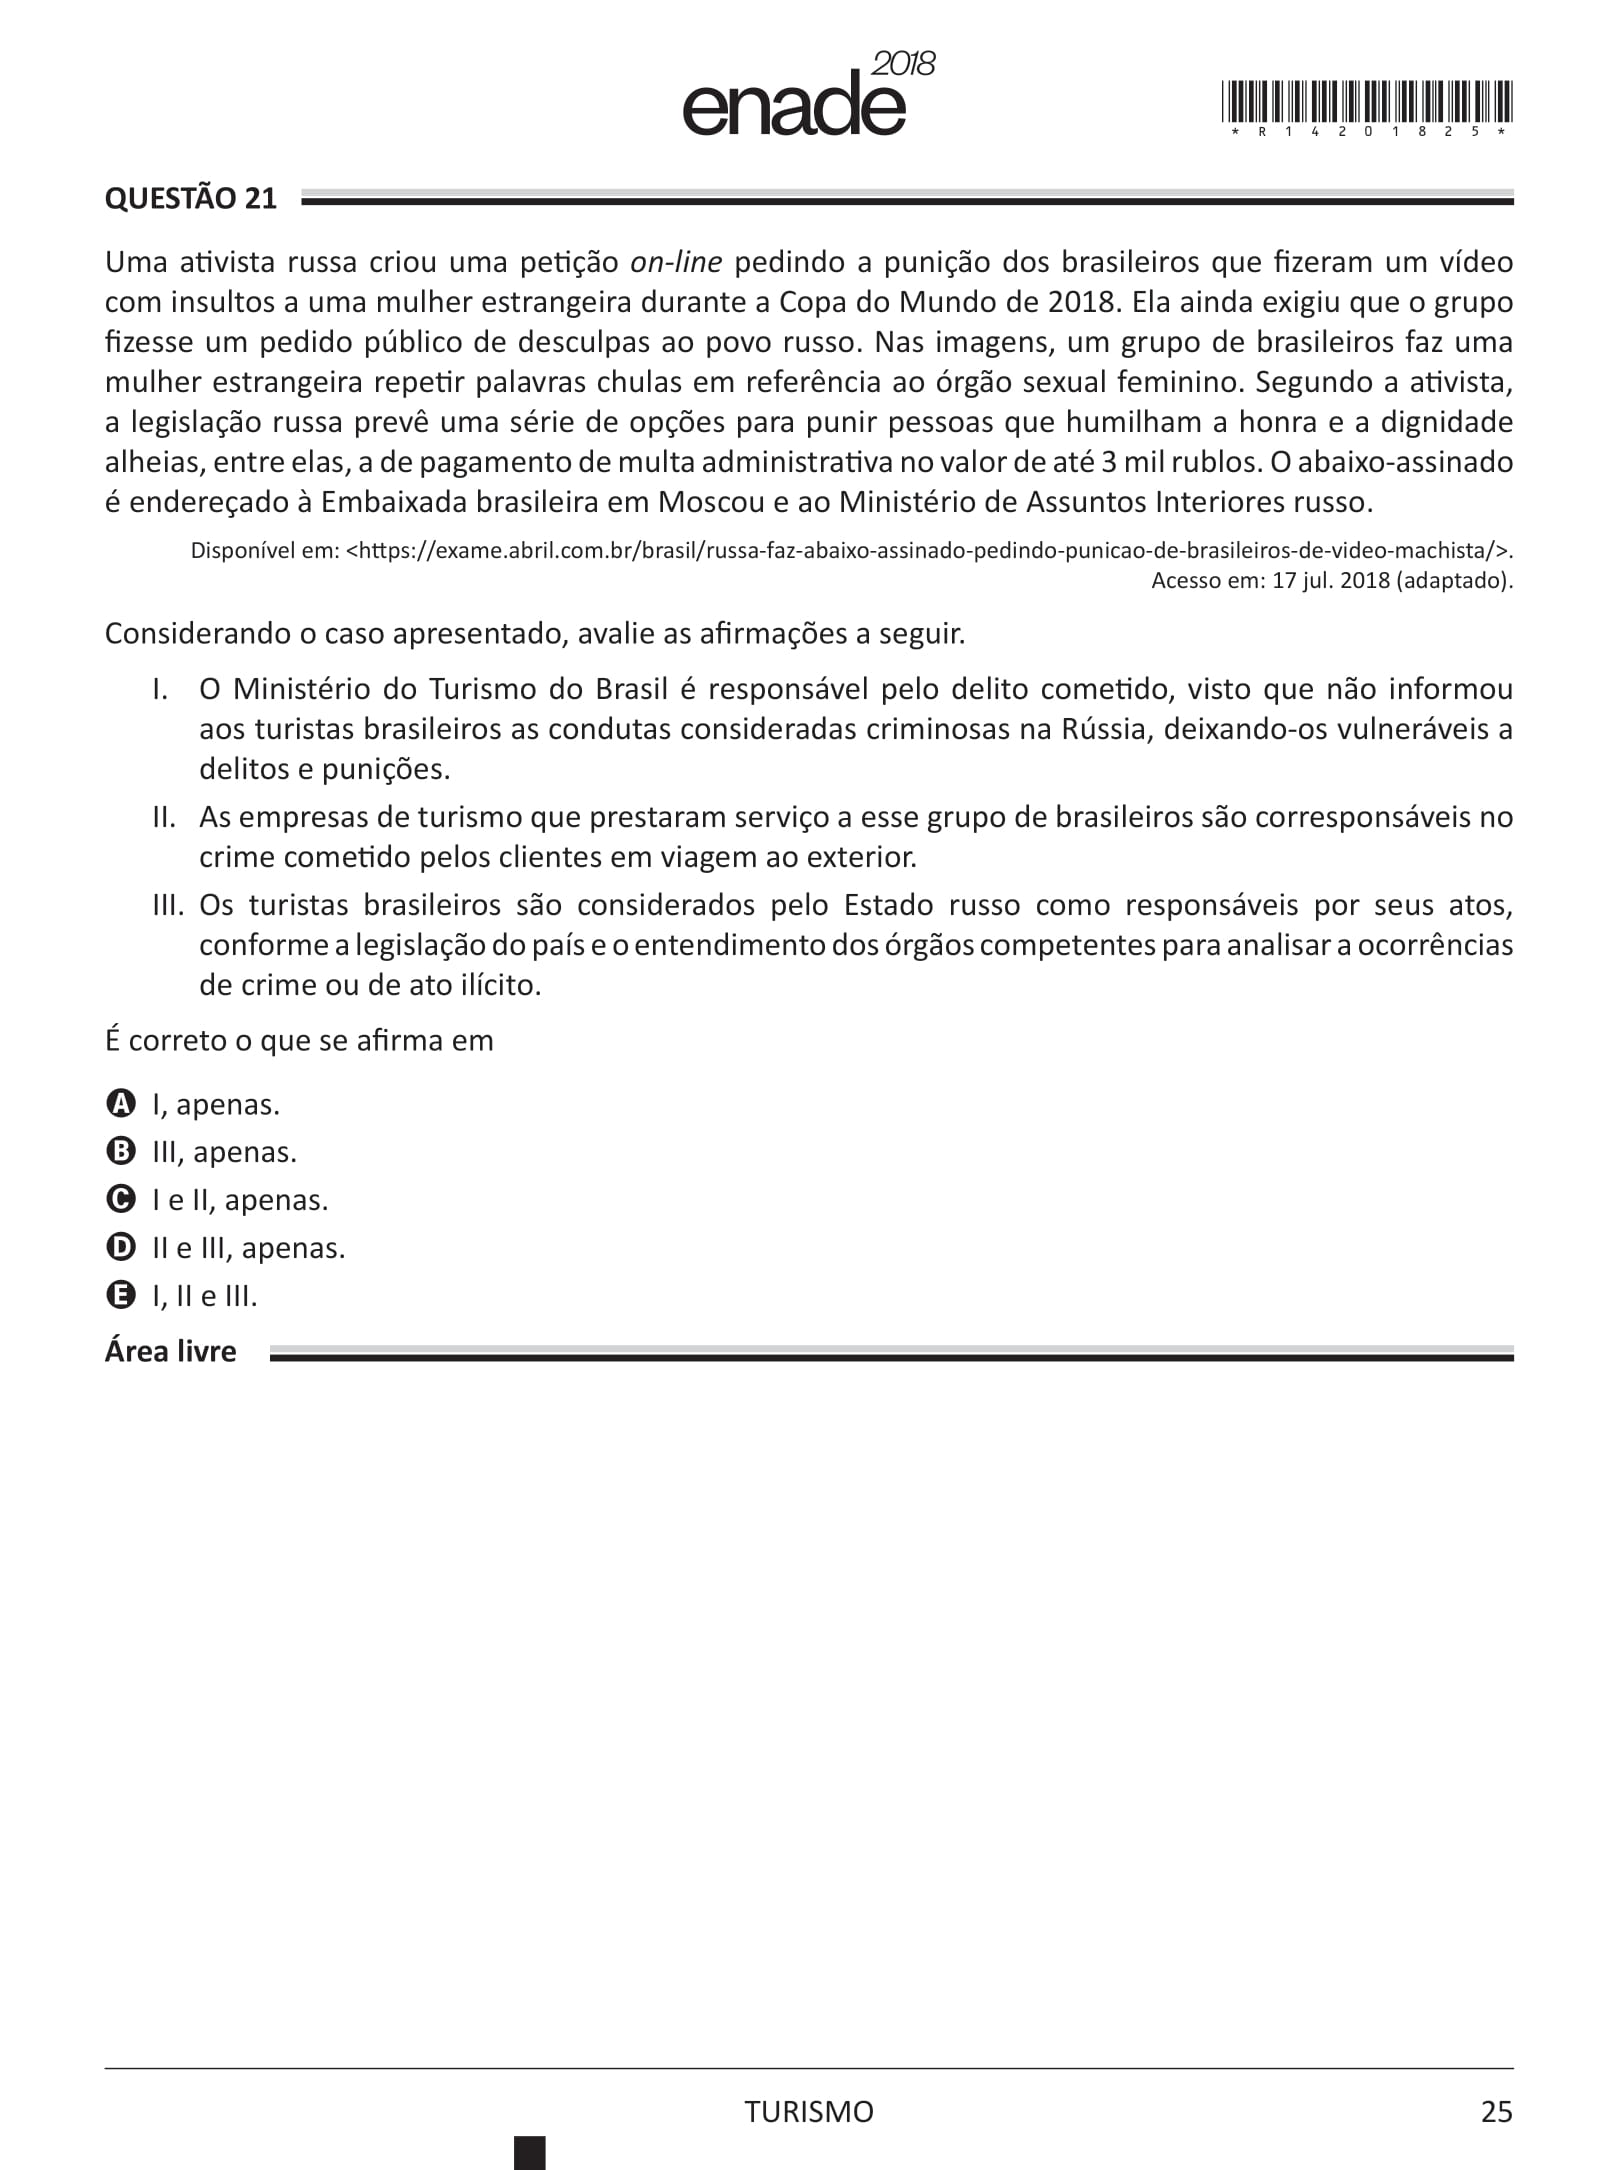 enade 2018
* R 1 4 2 0 1 8 2 5 *
QUESTÃO 21
Uma ativista russa criou uma petição on-line pedindo a punição dos brasileiros que fizeram um vídeo
com insultos a uma mulher estrangeira durante a Copa do Mundo de 2018. Ela ainda exigiu que o grupo
fizesse um pedido público de desculpas ao povo russo. Nas imagens, um grupo de brasileiros faz uma
mulher estrangeira repetir palavras chulas em referência ao órgão sexual feminino. Segundo a ativista,
a legislação russa prevê uma série de opções para punir pessoas que humilham a honra e a dignidade
alheias, entre elas, a de pagamento de multa administrativa no valor de até 3 mil rublos. O abaixo-assinado
é endereçado à Embaixada brasileira em Moscou e ao Ministério de Assuntos Interiores russo.
Disponível em: <https://exame.abril.com.br/brasil/russa-faz-abaixo-assinado-pedindo-punicao-de-brasileiros-de-video-machista/>.
Acesso em: 17 jul. 2018 (adaptado).
Considerando o caso apresentado, avalie as afirmações a seguir.
I. O Ministério do Turismo do Brasil é responsável pelo delito cometido, visto que não informou
aos turistas brasileiros as condutas consideradas criminosas na Rússia, deixando-os vulneráveis a
delitos e punições.
II. As empresas de turismo que prestaram serviço a esse grupo de brasileiros são corresponsáveis no
crime cometido pelos clientes em viagem ao exterior.
III. Os turistas brasileiros são considerados pelo Estado russo como responsáveis por seus atos,
conforme a legislação do país e o entendimento dos órgãos competentes para analisar a ocorrências
de crime ou de ato ilícito.
É correto o que se afirma em
A I, apenas.
B III, apenas.
C I e II, apenas.
D II e III, apenas.
E I, II e III.
Área livre
TURISMO
25